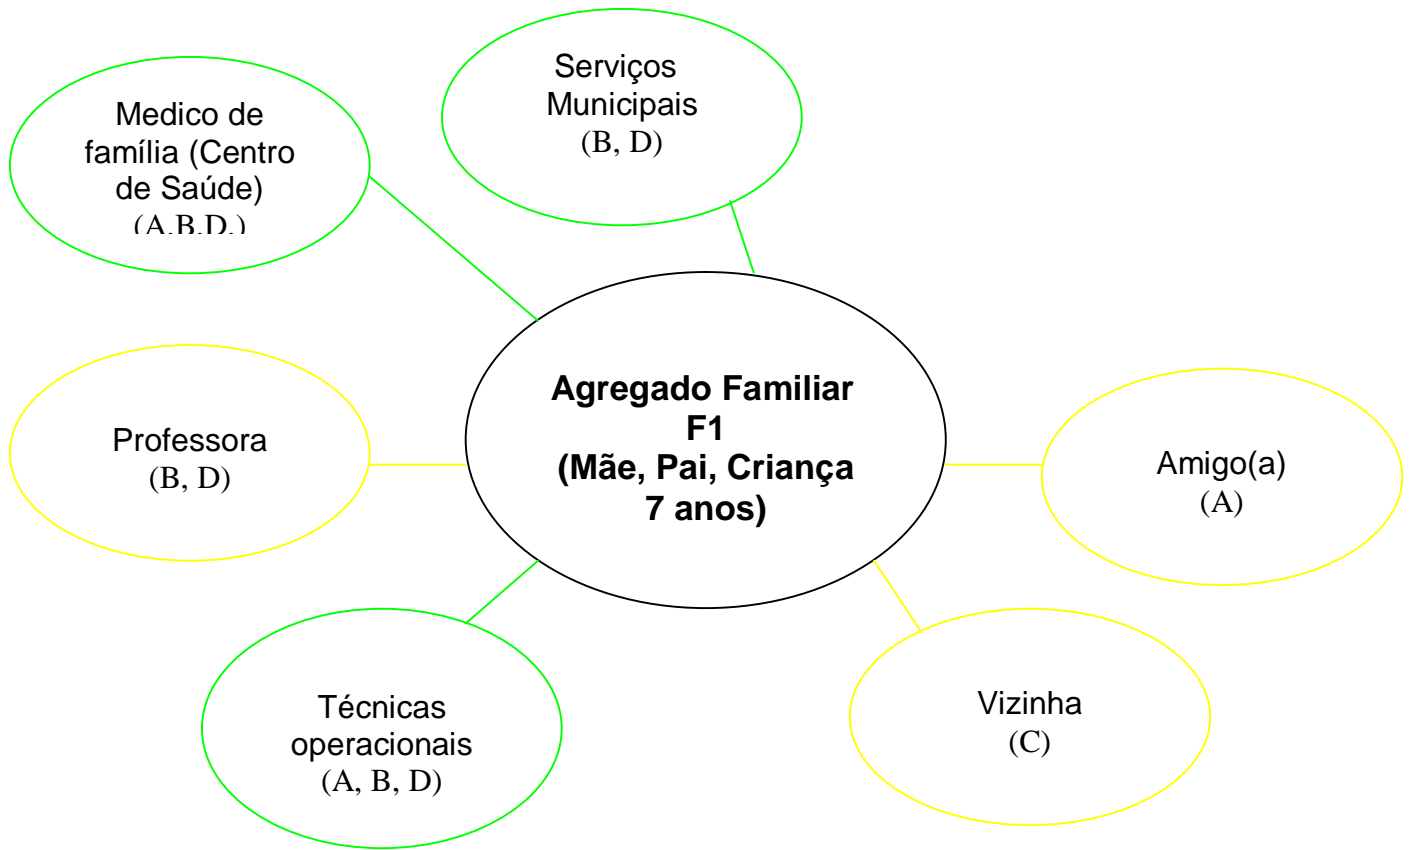 Serviços
Municipais
(B, D)
Medico de
família (Centro
de Saúde)
(A,B,D,)
Agregado Familiar
F1
(Mãe, Pai, Criança
7 anos)
Professora
(B, D)
Amigo(a)
(A)
Técnicas
operacionais
(A, B, D)
Vizinha
(C)